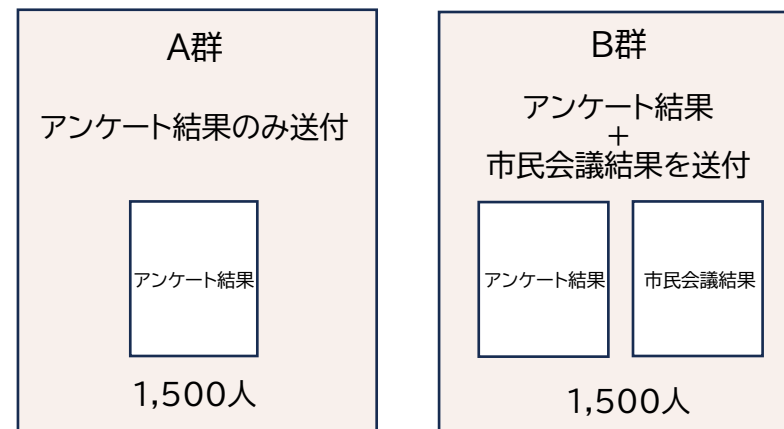 A群
アンケート結果のみ送付
アンケート結果
1,500人
B群
アンケート結果
+
市民会議結果を送付
アンケート結果
市民会議結果
1,500人